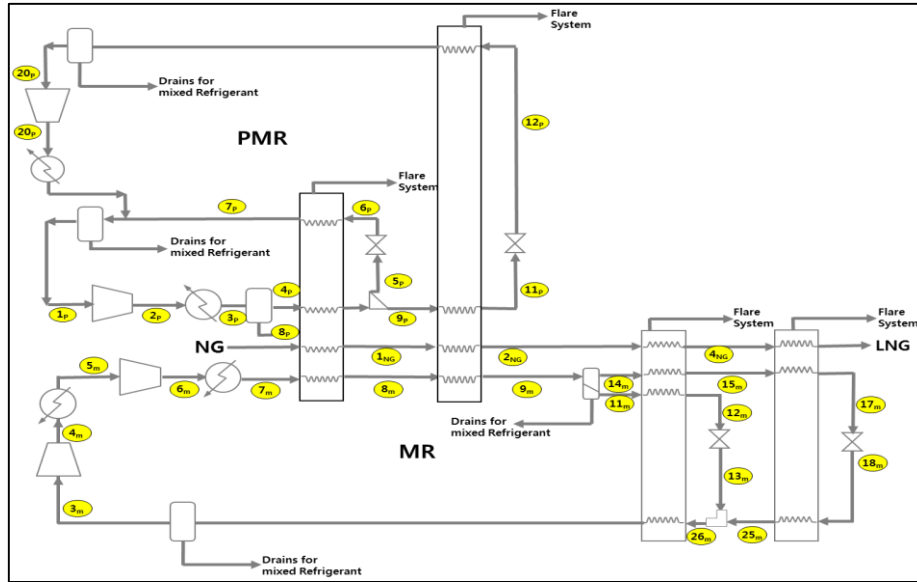 Flare
System
20P
Drains for
mixed Refrigerant
PMR
12P
20P
Flare
System
7P
6P
Drains for
mixed Refrigerant
4P
5P
11P
1P
2P
3P
8P
9P
Flare
System
Flare
System
NG
1NG
2NG
4NG
LNG
5m
6m
7m
8m
9m
14m
15m
11m
12m
17m
Drains for
mixed Refrigerant
4m
MR
18m
13m
3m
26m
25m
Drains for
mixed Refrigerant